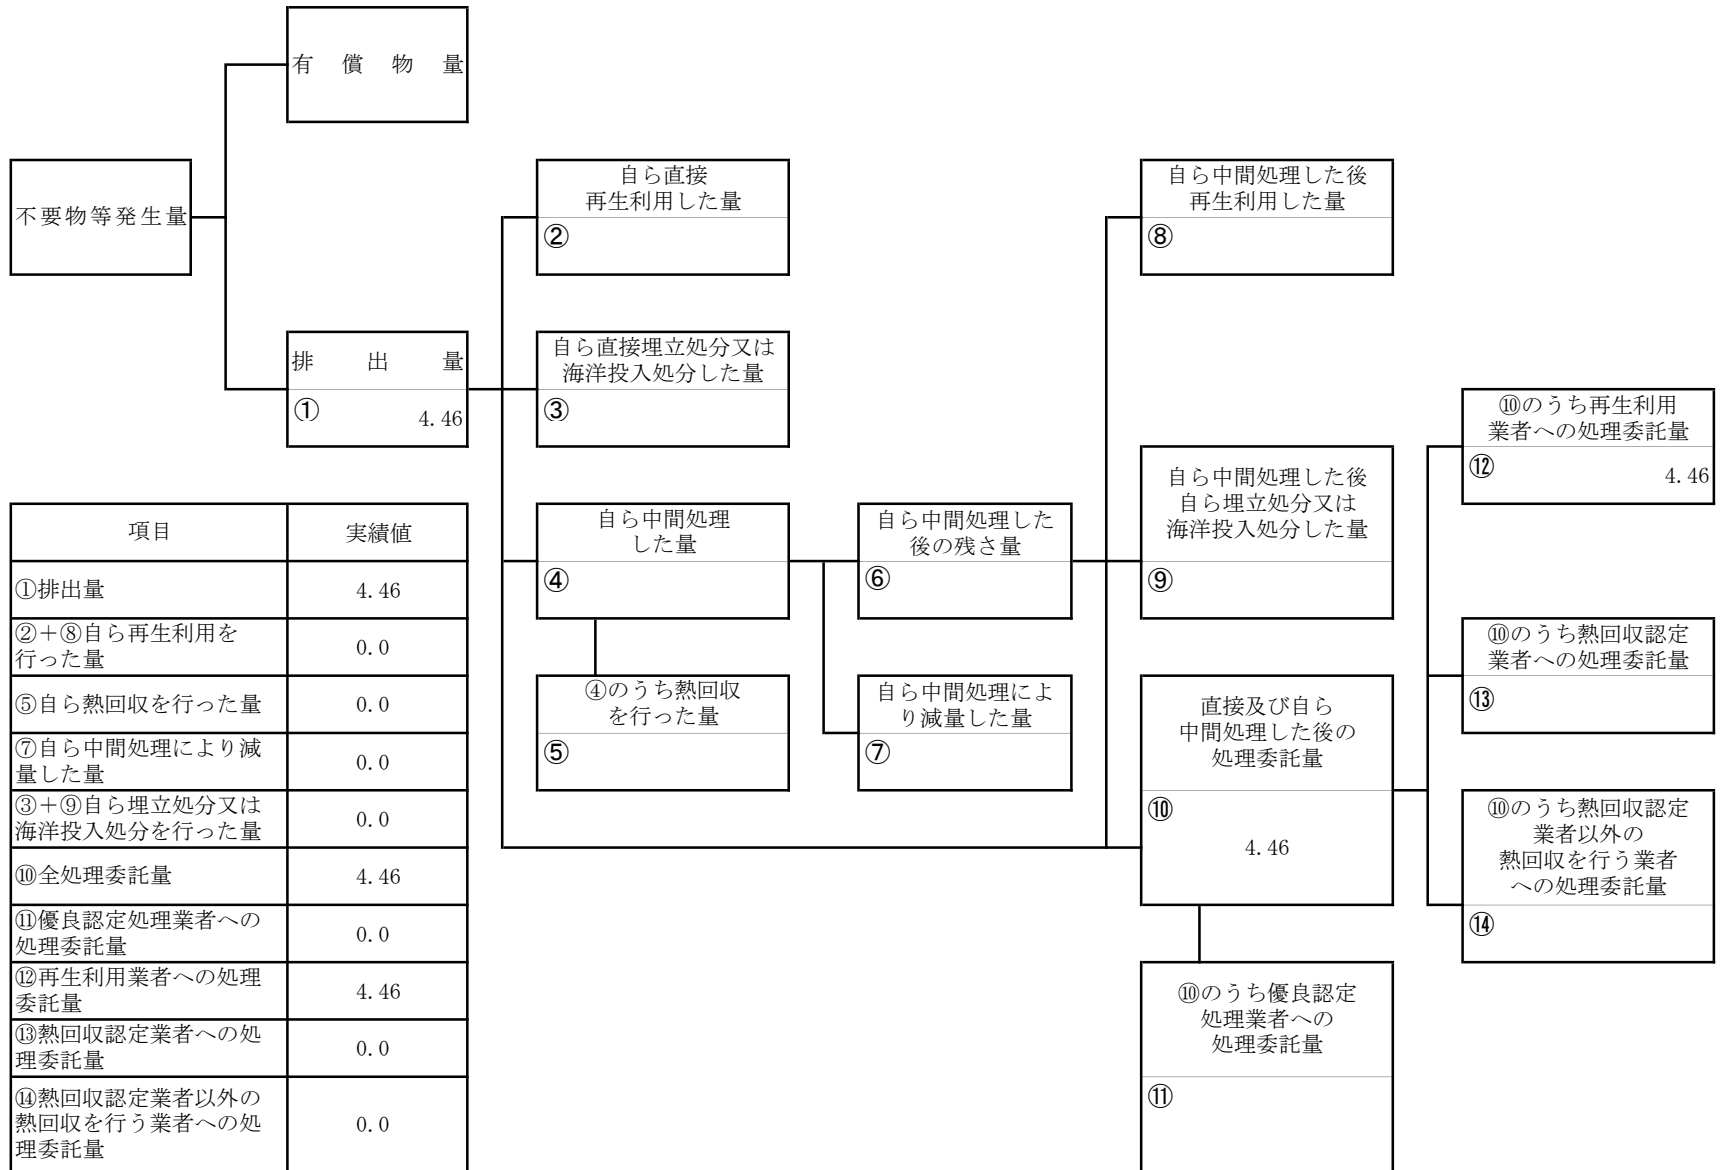 有償物量
不要物等発生量
排出量
①
4.46
自ら直接
再生利用した量
②
自ら直接埋立処分又は
海洋投入処分した量
③
自ら中間処理
した量
④
④のうち熱回収
を行った量
⑤
自ら中間処理した
後の残さ量
⑥
自ら中間処理によ
り減量した量
⑦
自ら中間処理した後
再生利用した量
⑧
自ら中間処理した後
自ら埋立処分又は
海洋投入処分した量
⑨
直接及び自ら
中間処理した後の
処理委託量
⑩
4.46
⑩のうち優良認定
処理業者への
処理委託量
⑪
⑩のうち再生利用
業者への処理委託量
⑫
4.46
⑩のうち熱回収認定
業者への処理委託量
⑬
⑩のうち熱回収認定
業者以外の
熱回収を行う業者
への処理委託量
⑭
項目 実績値
①排出量 4.46
②＋⑧自ら再生利用を
行った量 0.0
⑤自ら熱回収を行った量 0.0
⑦自ら中間処理により減
量した量 0.0
③＋⑨自ら埋立処分又は
海洋投入処分を行った量 0.0
⑩全処理委託量 4.46
⑪優良認定処理業者への
処理委託量 0.0
⑫再生利用業者への処理
委託量 4.46
⑬熱回収認定業者への処
理委託量 0.0
⑭熱回収認定業者以外の
熱回収を行う業者への処
理委託量 0.0